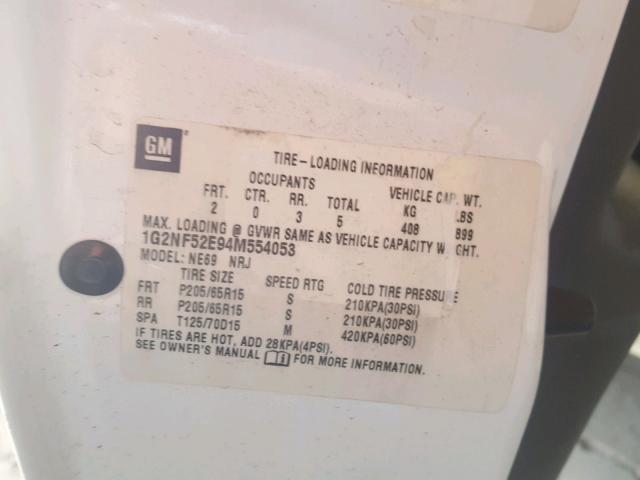 GM
TIRE-LOADING INFORMATION
OCCUPANTS VEHICLE CAP. WT.
FRT. CTR. RR. TOTAL KG LBS
2 0 3 5 408 899
MAX. LOADING @ GVWR SAME AS VEHICLE CAPACITY WEIGHT.
1G2NF52E94M554053
MODEL: NE69 NRJ
TIRE SIZE SPEED RTG COLD TIRE PRESSURE
FRT P205/65R15 S 210KPA(30PSI)
RR P205/65R15 S 210KPA(30PSI)
SPA T125/70D15 M 420KPA(60PSI)
IF TIRES ARE HOT, ADD 28KPA(4PSI).
SEE OWNER'S MANUAL FOR MORE INFORMATION.